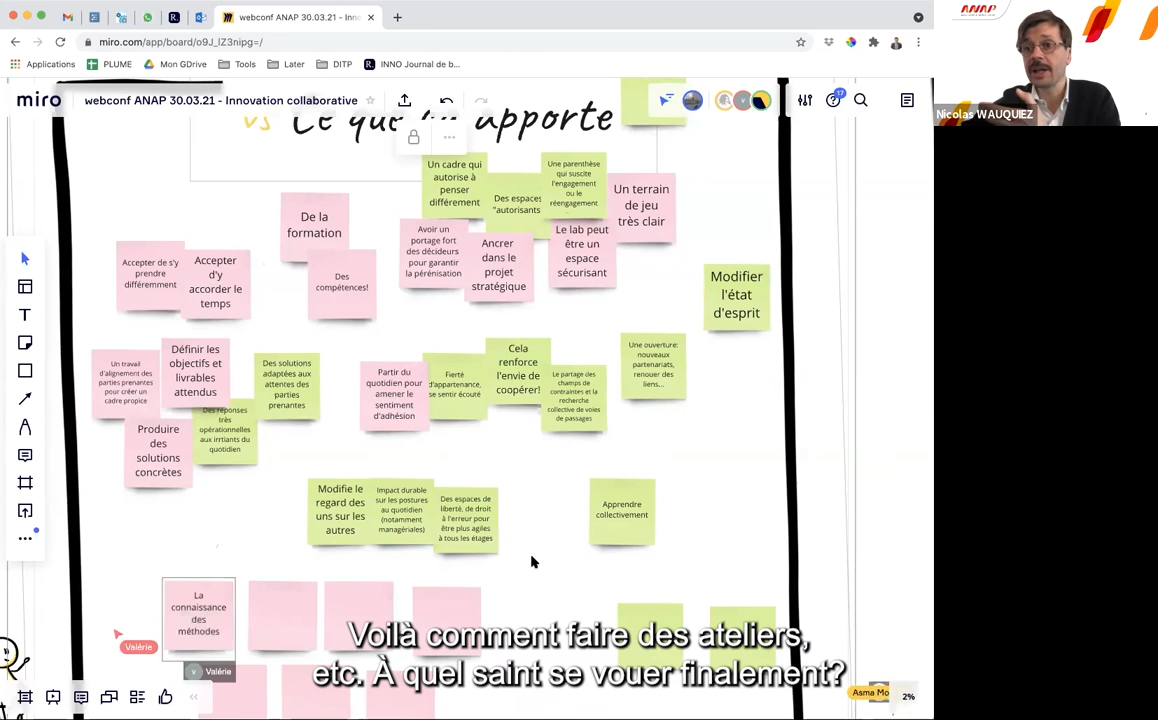 webconf ANAP 30.03.21 - Inno
miro.com/app/board/o9J_lZ3nipg=/
Applications
PLUME
Mon GDrive
Tools
Later
DITP
INNO Journal de b...
ANAP
Nicolas WAUQUIEZ
miro
webconf ANAP 30.03.21 - Innovation collaborative
17
vs Ce que apporte
Un cadre qui
autorise à
penser
différemment
Des espaces
"autorisants
Une parenthèse
qui suscite
l'engagement
ou le
réengagement
Un terrain
de jeu
très clair
De la
formation
Avoir un
portage fort
des décideurs
pour garantir
la pérénisation
Ancrer
dans le
projet
stratégique
Le lab peut
être un
espace
sécurisant
Accepter de s'y
prendre
différemment
Accepter
d'y
accorder le
temps
Des
compétences!
Modifier
l'état
d'esprit
Un travail
d'alignement des
parties prenantes
pour créer un
cadre propice
Définir les
objectifs et
livrables
attendus
Des solutions
adaptées aux
attentes des
parties
prenantes
Partir du
quotidien pour
amener le
sentiment
d'adhésion
Fierté
d'appartenance,
se sentir écouté
Cela
renforce
l'envie de
coopérer!
Le partage des
champs de
contraintes et la
recherche
collective de voies
de passages
Une ouverture:
nouveaux
partenariats,
renouer des
liens...
Produire
des
solutions
concrètes
Des réponses
très
opérationnelles
aux irritants du
quotidien
Modifie le
regard des
uns sur les
autres
Impact durable
sur les postures
au quotidien
(notamment
managériales)
Des espaces de
liberté, de droit
à l'erreur pour
être plus agiles
à tous les étages
Apprendre
collectivement
La
connaissance
des
méthodes
Valérie
v Valérie
Voilà comment faire des ateliers,
etc. À quel saint se vouer finalement?
Asma Mo
2%